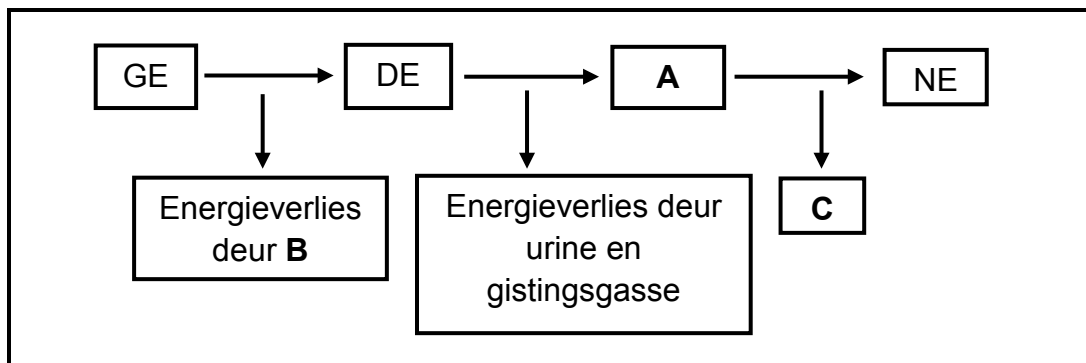 GE
DE
A
NE
Energieverlies
deur B
Energieverlies deur
urine en
gistingsgasse
C